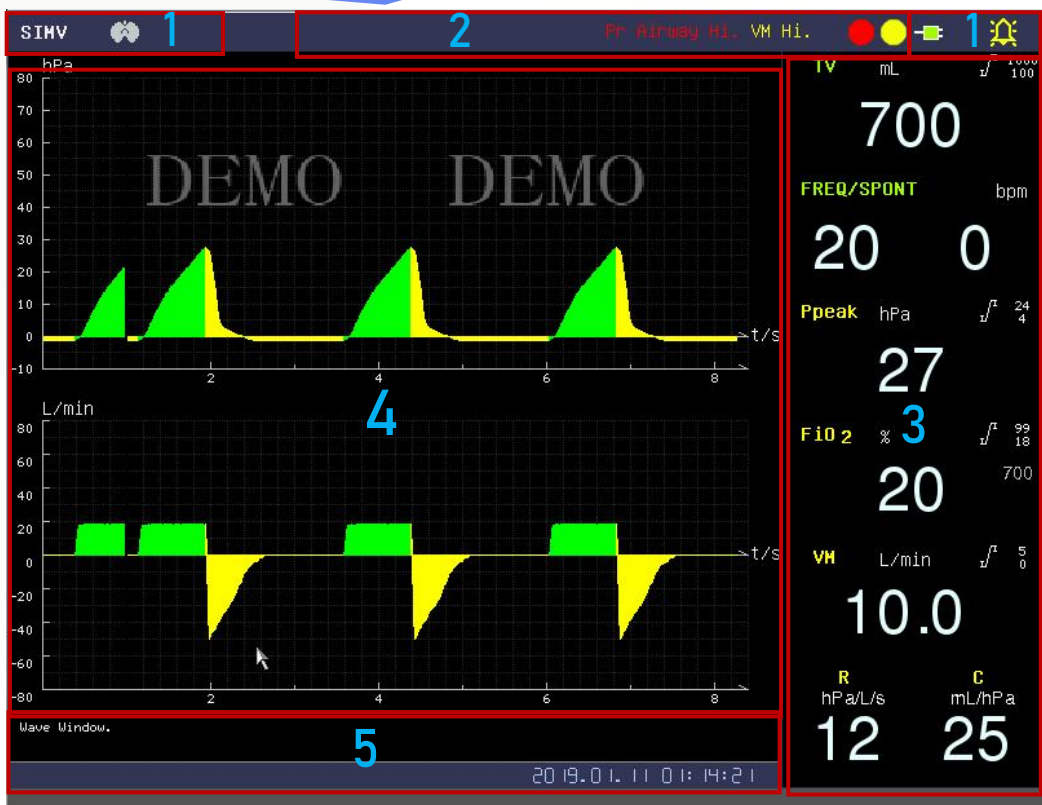 SIMV 1 2 Pr Airway Hi. VM Hi. 1
hPa
80
70
60
50
40
30
20
10
0
-10
t/s
2 4 6 8
DEMO DEMO
4
L/min
80
60
40
20
0
-20
-40
-60
-80
t/s
2 4 6 8
TV mL 1000
100
700
FREQ/SPONT bpm
20 0
Ppeak hPa 24
4
27
3
FiO2 % 99
18
20 700
VM L/min 5
0
10.0
R C
hPa/L/s mL/hPa
12 25
Wave Window.
5
2019.01.11 01:14:21